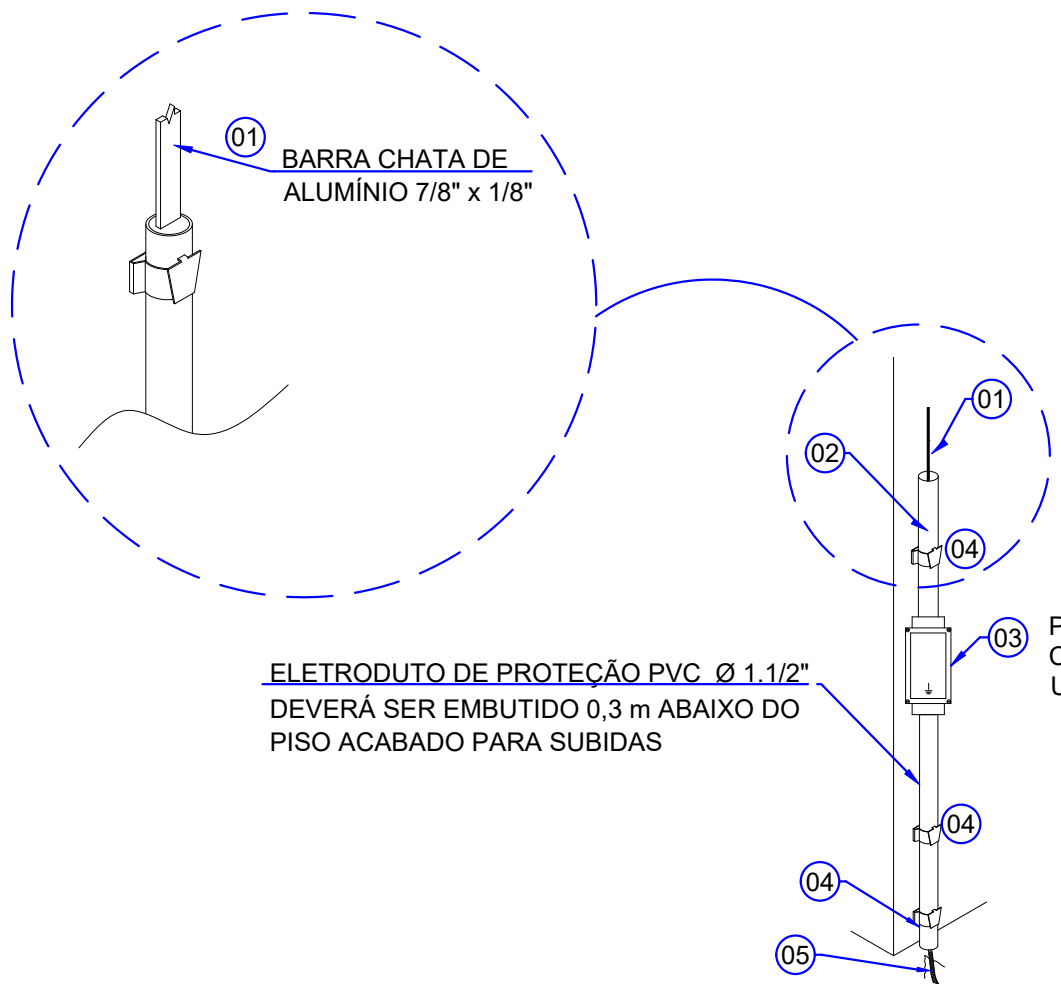 01
BARRA CHATA DE
ALUMÍNIO 7/8" x 1/8"
01
02
04
03
ELETRODUTO DE PROTEÇÃO PVC Ø 1.1/2"
DEVERÁ SER EMBUTIDO 0,3 m ABAIXO DO
PISO ACABADO PARA SUBIDAS
04
04
05